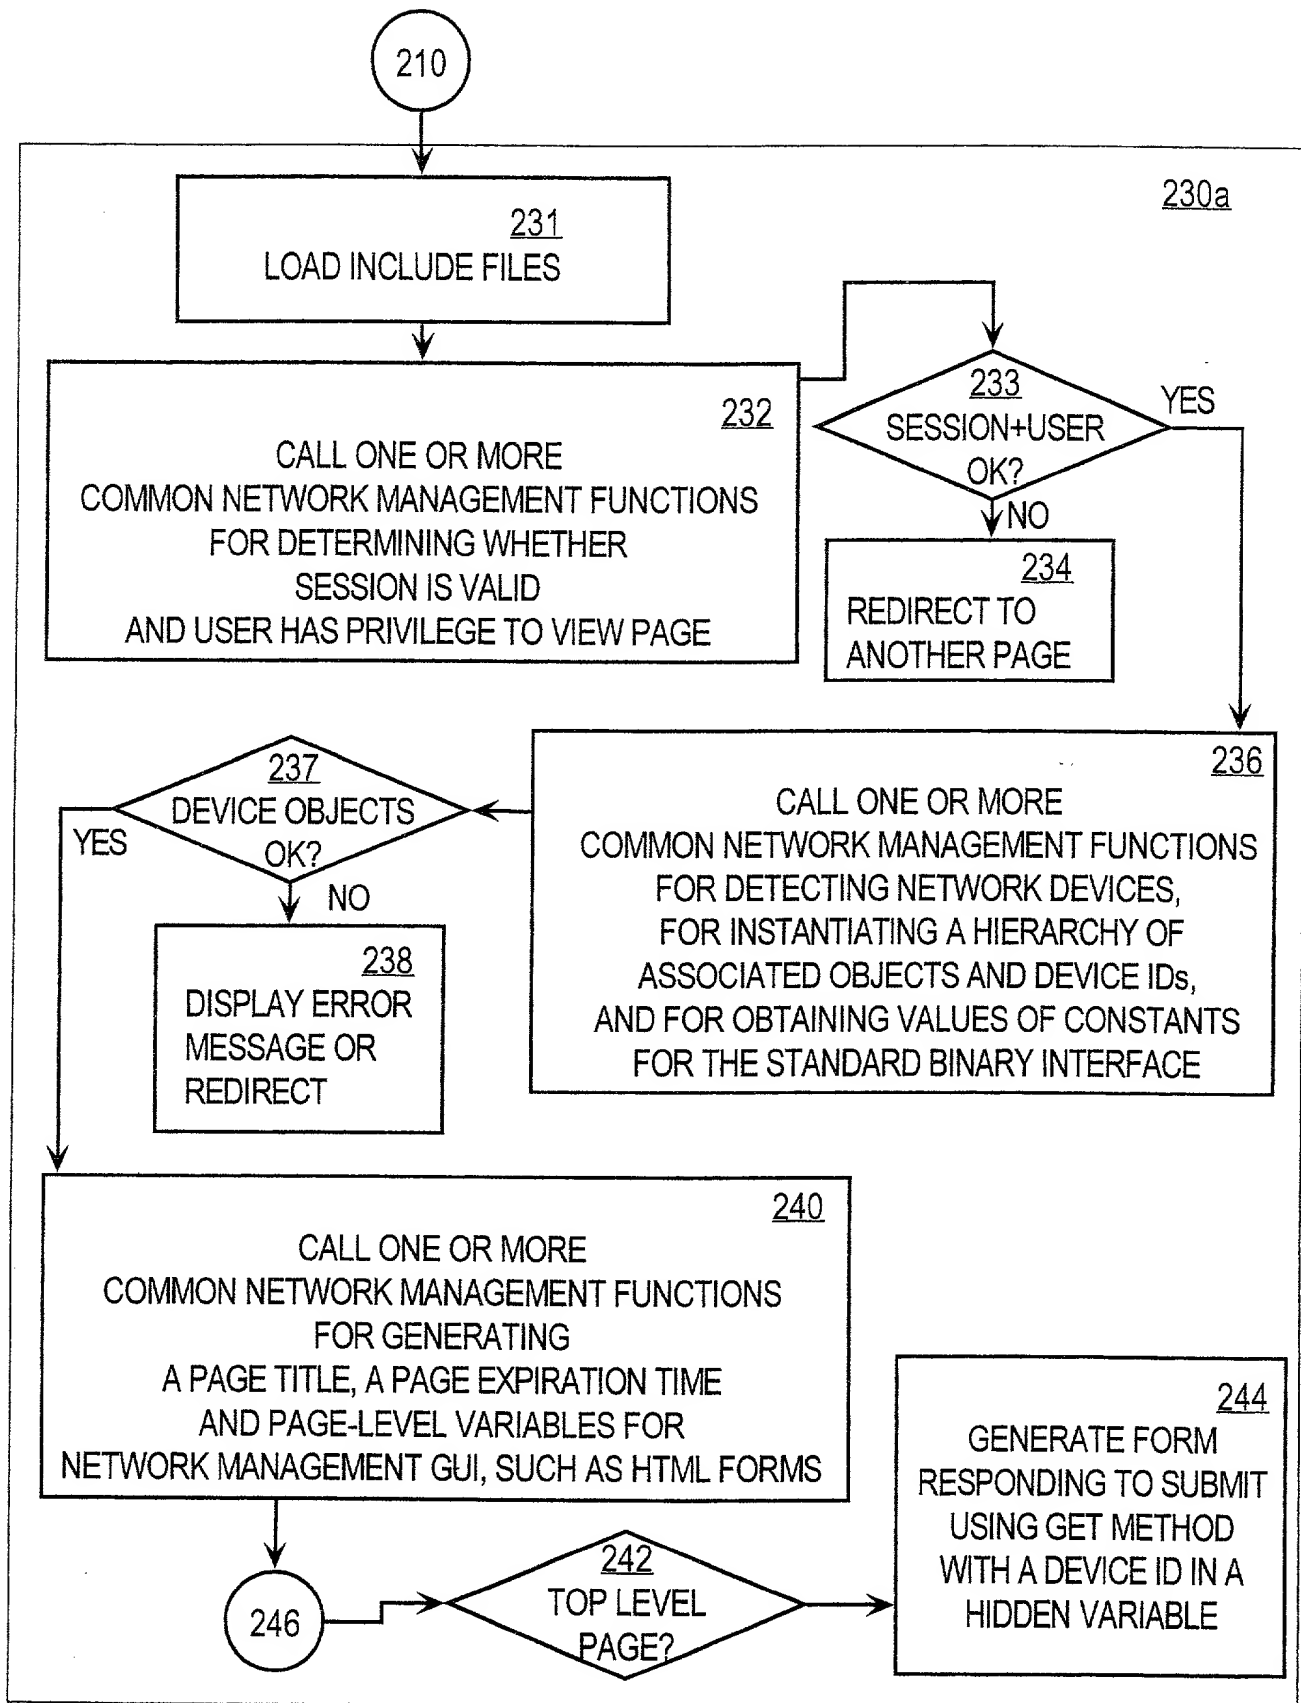 210
230a
231
LOAD INCLUDE FILES
232
CALL ONE OR MORE
COMMON NETWORK MANAGEMENT FUNCTIONS
FOR DETERMINING WHETHER
SESSION IS VALID
AND USER HAS PRIVILEGE TO VIEW PAGE
233
SESSION+USER
OK?
YES
NO
234
REDIRECT TO
ANOTHER PAGE
236
CALL ONE OR MORE
COMMON NETWORK MANAGEMENT FUNCTIONS
FOR DETECTING NETWORK DEVICES,
FOR INSTANTIATING A HIERARCHY OF
ASSOCIATED OBJECTS AND DEVICE IDs,
AND FOR OBTAINING VALUES OF CONSTANTS
FOR THE STANDARD BINARY INTERFACE
237
DEVICE OBJECTS
OK?
YES
NO
238
DISPLAY ERROR
MESSAGE OR
REDIRECT
240
CALL ONE OR MORE
COMMON NETWORK MANAGEMENT FUNCTIONS
FOR GENERATING
A PAGE TITLE, A PAGE EXPIRATION TIME
AND PAGE-LEVEL VARIABLES FOR
NETWORK MANAGEMENT GUI, SUCH AS HTML FORMS
246
242
TOP LEVEL
PAGE?
244
GENERATE FORM
RESPONDING TO SUBMIT
USING GET METHOD
WITH A DEVICE ID IN A
HIDDEN VARIABLE